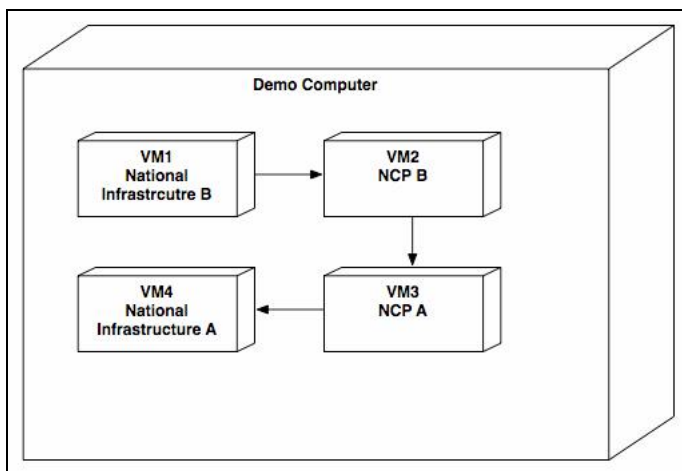 Demo Computer
VM1
National
Infrastrcutre B
VM2
NCP B
VM4
National
Infrastructure A
VM3
NCP A